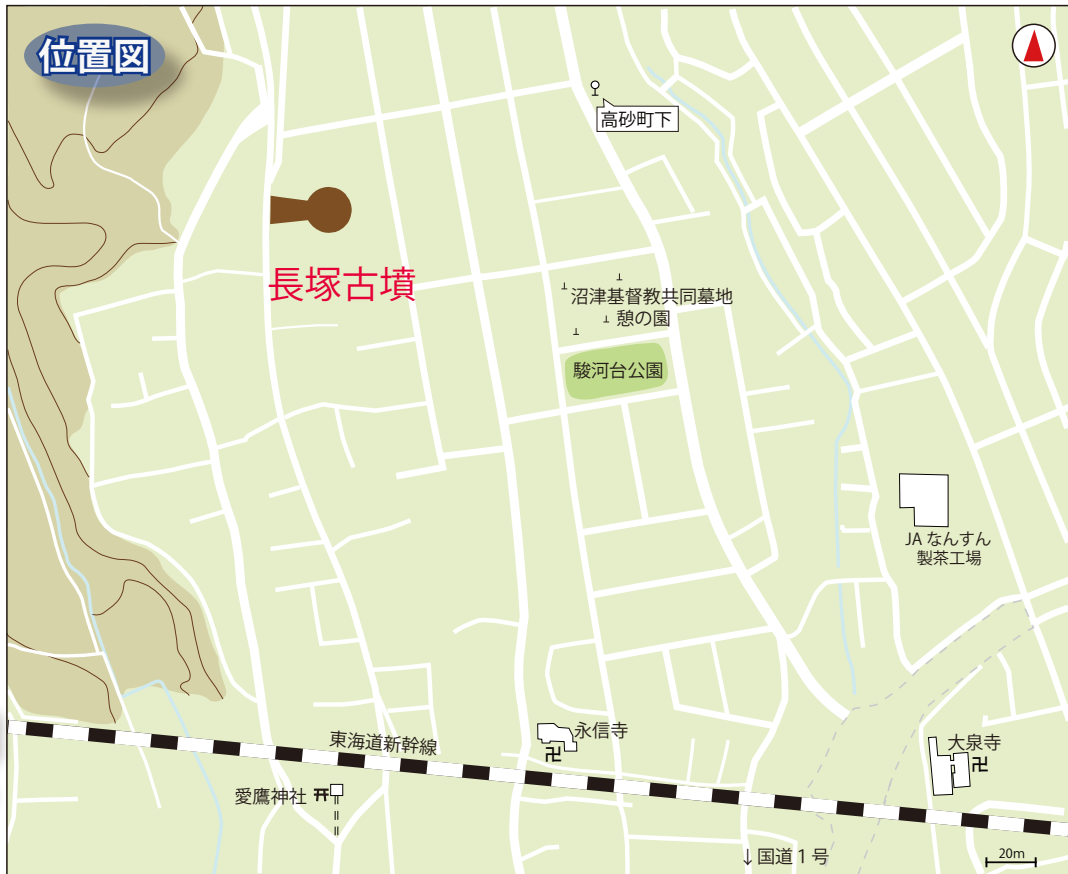 位置図
高砂町下
長塚古墳
沼津基督教共同墓地
憩の園
駿河台公園
JA なんすん
製茶工場
永信寺
東海道新幹線
大泉寺
愛鷹神社
↓国道1号
20m